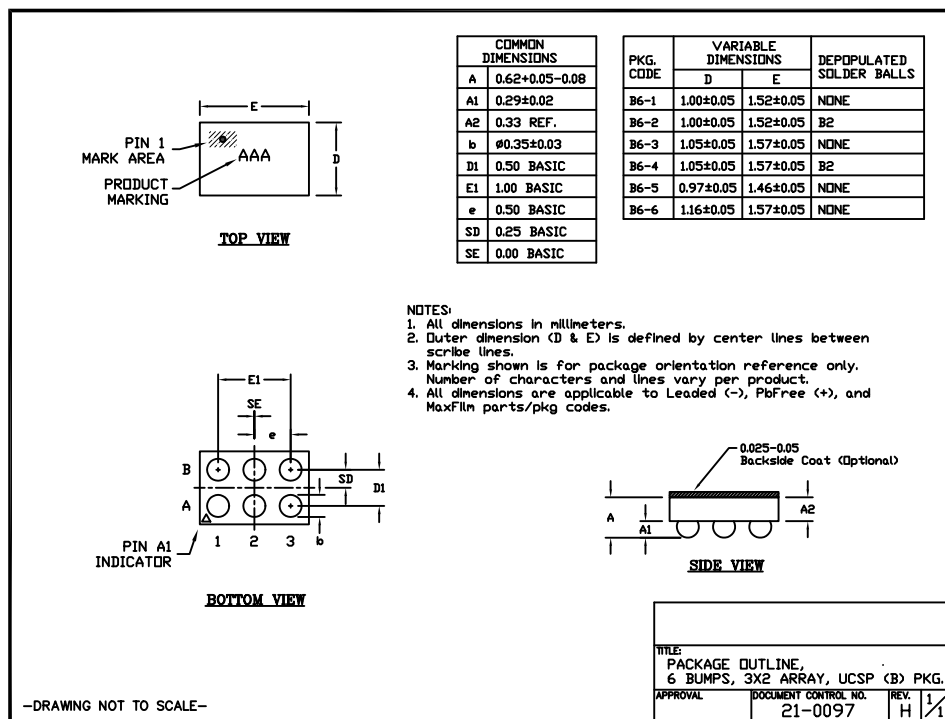 COMMON
DIMENSIONS
A 0.62+0.05-0.08
A1 0.29±0.02
A2 0.33 REF.
b ø0.35±0.03
D1 0.50 BASIC
E1 1.00 BASIC
e 0.50 BASIC
SD 0.25 BASIC
SE 0.00 BASIC
PKG. CODE
VARIABLE
DIMENSIONS
D E
DEPOPULATED
SOLDER BALLS
B6-1 1.00±0.05 1.52±0.05 NONE
B6-2 1.00±0.05 1.52±0.05 B2
B6-3 1.05±0.05 1.57±0.05 NONE
B6-4 1.05±0.05 1.57±0.05 B2
B6-5 0.97±0.05 1.46±0.05 NONE
B6-6 1.16±0.05 1.57±0.05 NONE
E
PIN 1
MARK AREA
AAA
D
PRODUCT
MARKING
TOP VIEW
NOTES:
1. All dimensions in millimeters.
2. Outer dimension (D & E) is defined by center lines between
scribe lines.
3. Marking shown is for package orientation reference only.
Number of characters and lines vary per product.
4. All dimensions are applicable to Leaded (-), PbFree (+), and
MaxFilm parts/pkg codes.
E1
SE
e
B
SD
D1
A
1 2 3 b
PIN A1
INDICATOR
BOTTOM VIEW
0.025-0.05
Backside Coat (Optional)
A
A1
A2
SIDE VIEW
TITLE:
PACKAGE OUTLINE,
6 BUMPS, 3X2 ARRAY, UCSP (B) PKG.
APPROVAL
DOCUMENT CONTROL NO.
21-0097
REV.
H
1/1
-DRAWING NOT TO SCALE-